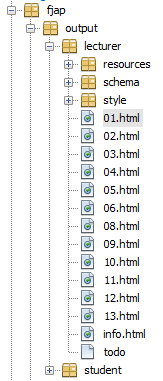 fjap
output
lecturer
resources
schema
style
01.html
02.html
03.html
04.html
05.html
06.html
08.html
09.html
10.html
11.html
12.html
13.html
info.html
todo
student